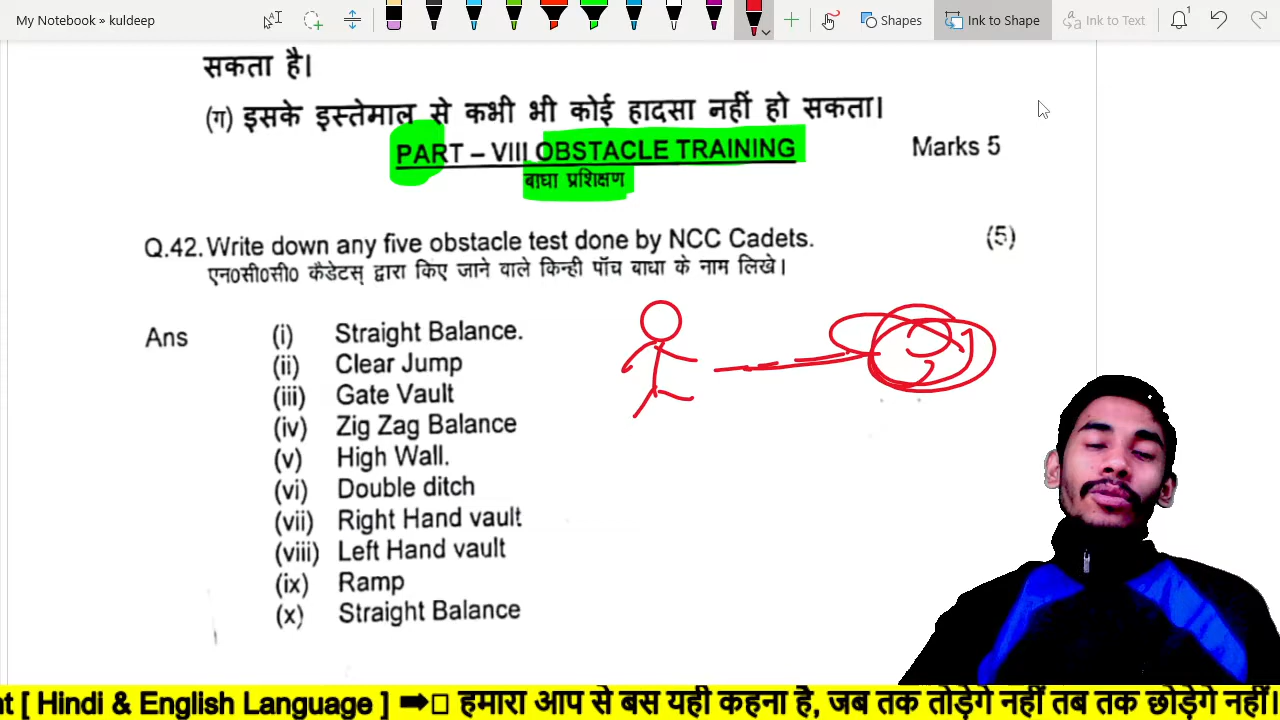 My Notebook » kuldeep
Shapes
Ink to Shape
Ink to Text
1
सकता है।
(ग) इसके इस्तेमाल से कभी भी कोई हादसा नहीं हो सकता।
PART – VIII OBSTACLE TRAINING Marks 5
बाधा प्रशिक्षण
Q.42. Write down any five obstacle test done by NCC Cadets. (5)
एन0सी0सी0 कैडेटस् द्वारा किए जाने वाले किन्ही पॉच बाधा के नाम लिखे।
Ans (i) Straight Balance.
(ii) Clear Jump
(iii) Gate Vault
(iv) Zig Zag Balance
(v) High Wall.
(vi) Double ditch
(vii) Right Hand vault
(viii) Left Hand vault
(ix) Ramp
(x) Straight Balance
nt [ Hindi & English Language ] ➡ हमारा आप से बस यही कहना है, जब तक तोड़ेगे नहीं तब तक छोड़ेगे नहीं।